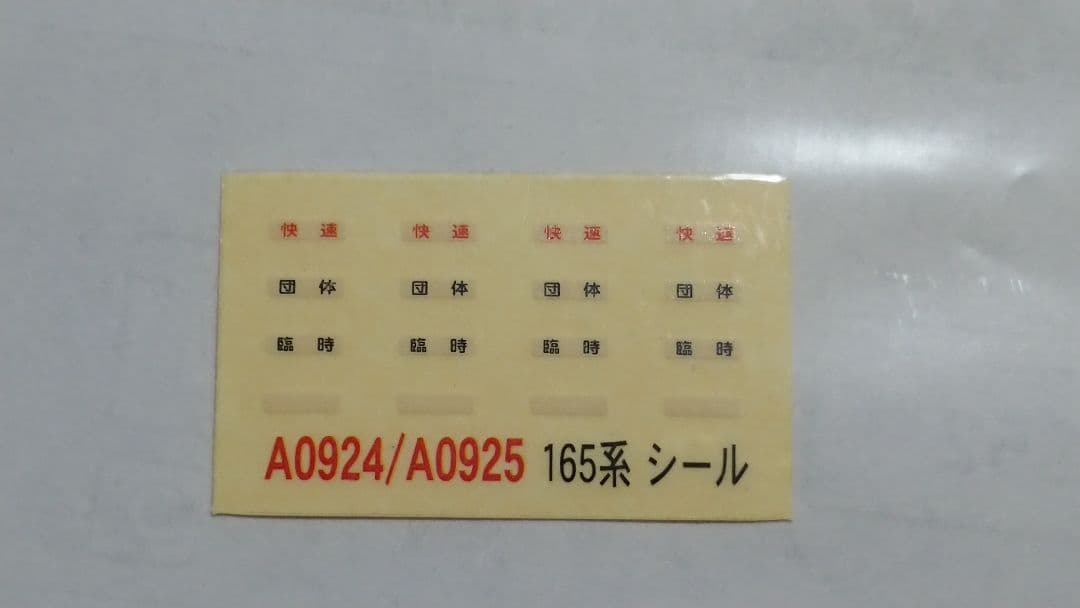 快速 快速 快速 快速
団体 団体 団体 団体
臨時 臨時 臨時 臨時
A0924/A0925 165系 シール